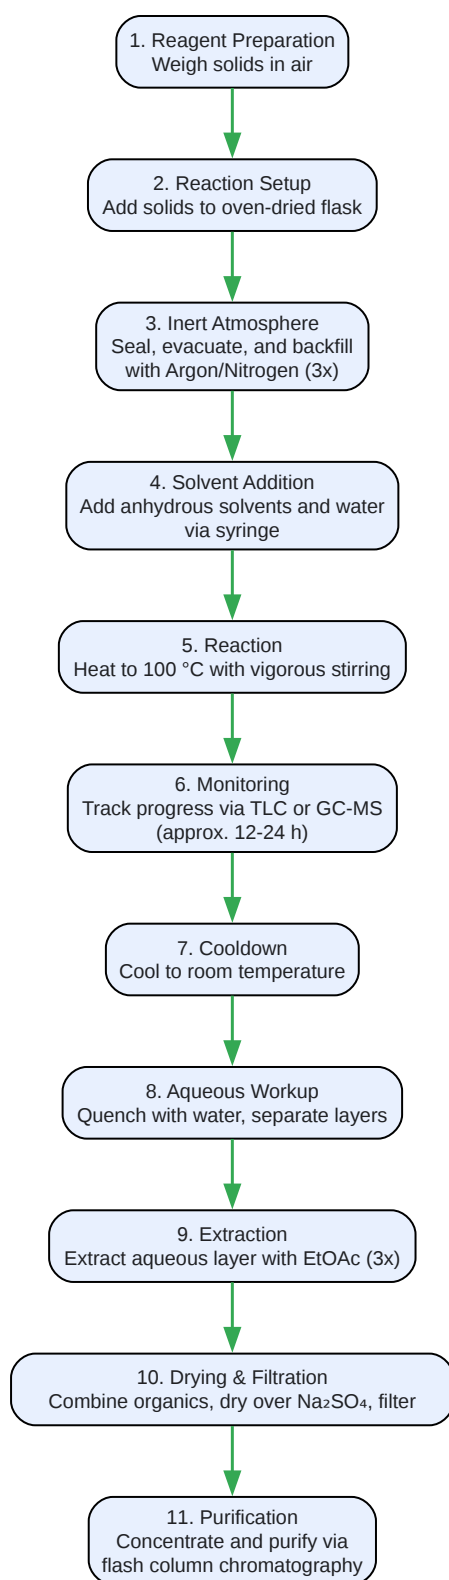 1. Reagent Preparation
Weigh solids in air
2. Reaction Setup
Add solids to oven-dried flask
3. Inert Atmosphere
Seal, evacuate, and backfill
with Argon/Nitrogen (3x)
4. Solvent Addition
Add anhydrous solvents and water
via syringe
5. Reaction
Heat to 100 °C with vigorous stirring
6. Monitoring
Track progress via TLC or GC-MS
(approx. 12-24 h)
7. Cooldown
Cool to room temperature
8. Aqueous Workup
Quench with water, separate layers
9. Extraction
Extract aqueous layer with EtOAc (3x)
10. Drying & Filtration
Combine organics, dry over Na₂SO₄, filter
11. Purification
Concentrate and purify via
flash column chromatography